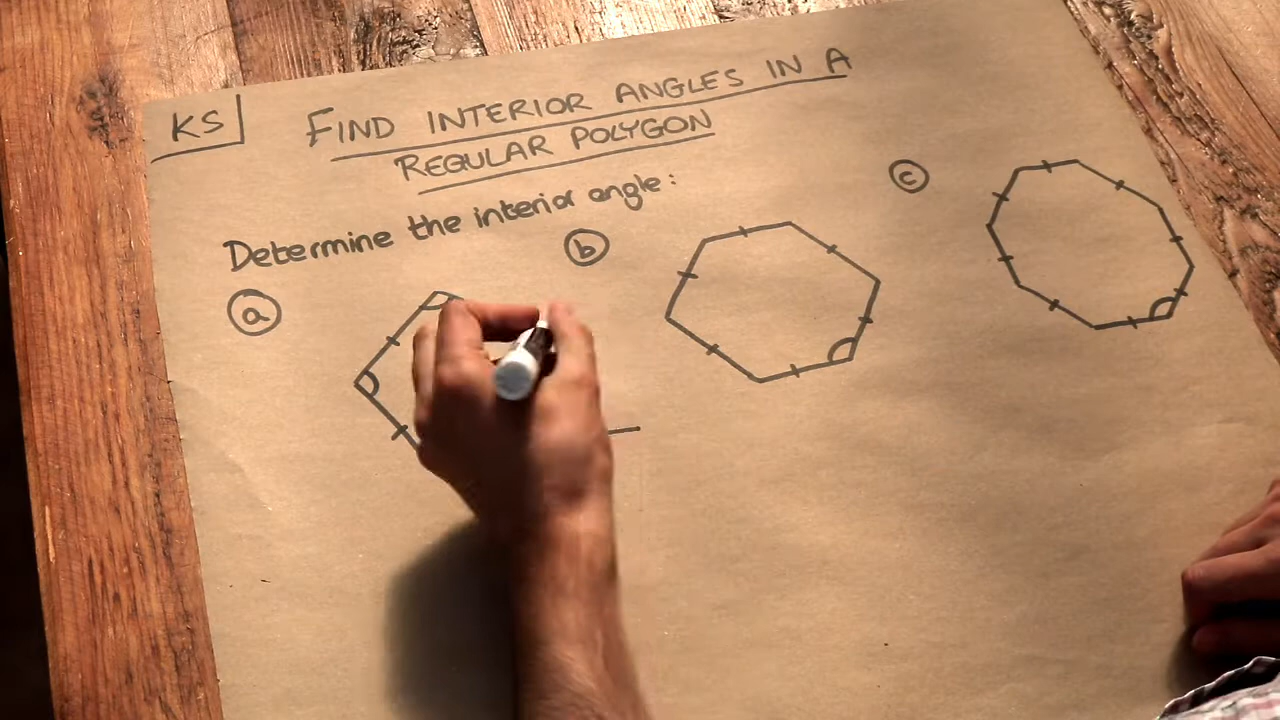 KS
FIND INTERIOR ANGLES IN A
REGULAR POLYGON
Determine the interior angle:
a
b
c